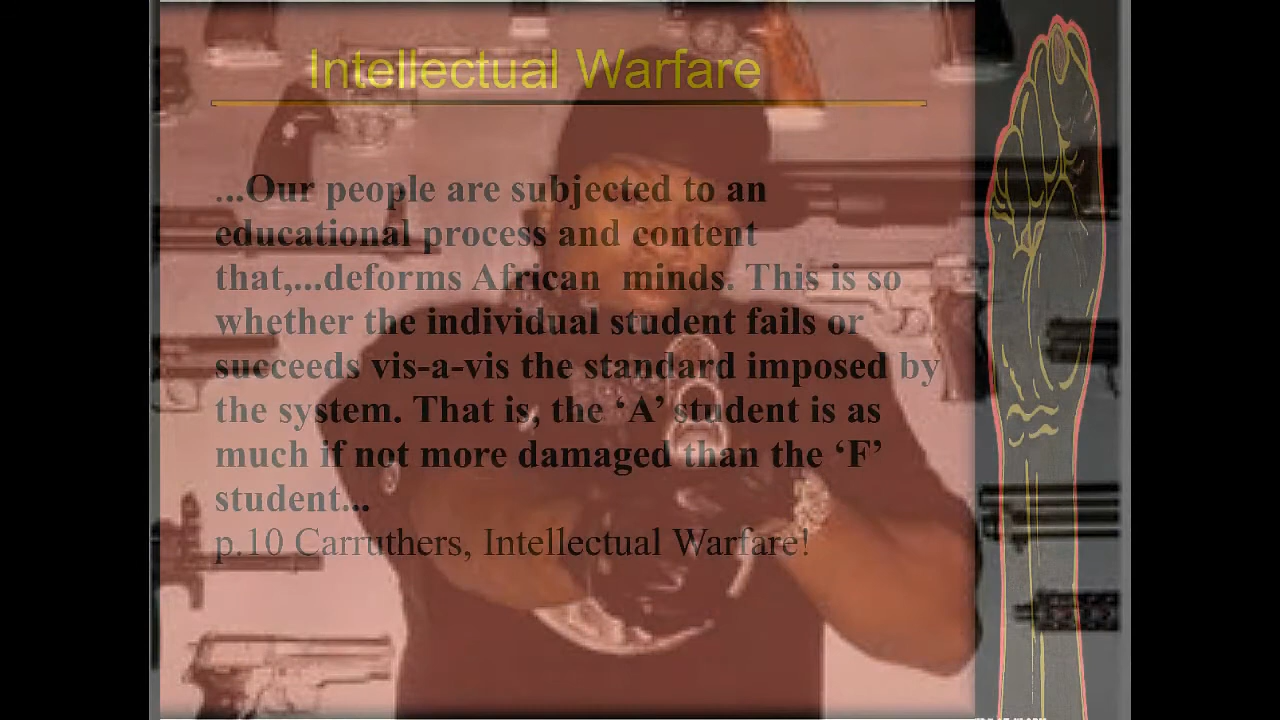 Intellectual Warfare
...Our people are subjected to an
educational process and content
that,...deforms African minds. This is so
whether the individual student fails or
succeeds vis-a-vis the standard imposed by
the system. That is, the ‘A’ student is as
much if not more damaged than the ‘F’
student...
p.10 Carruthers, Intellectual Warfare!